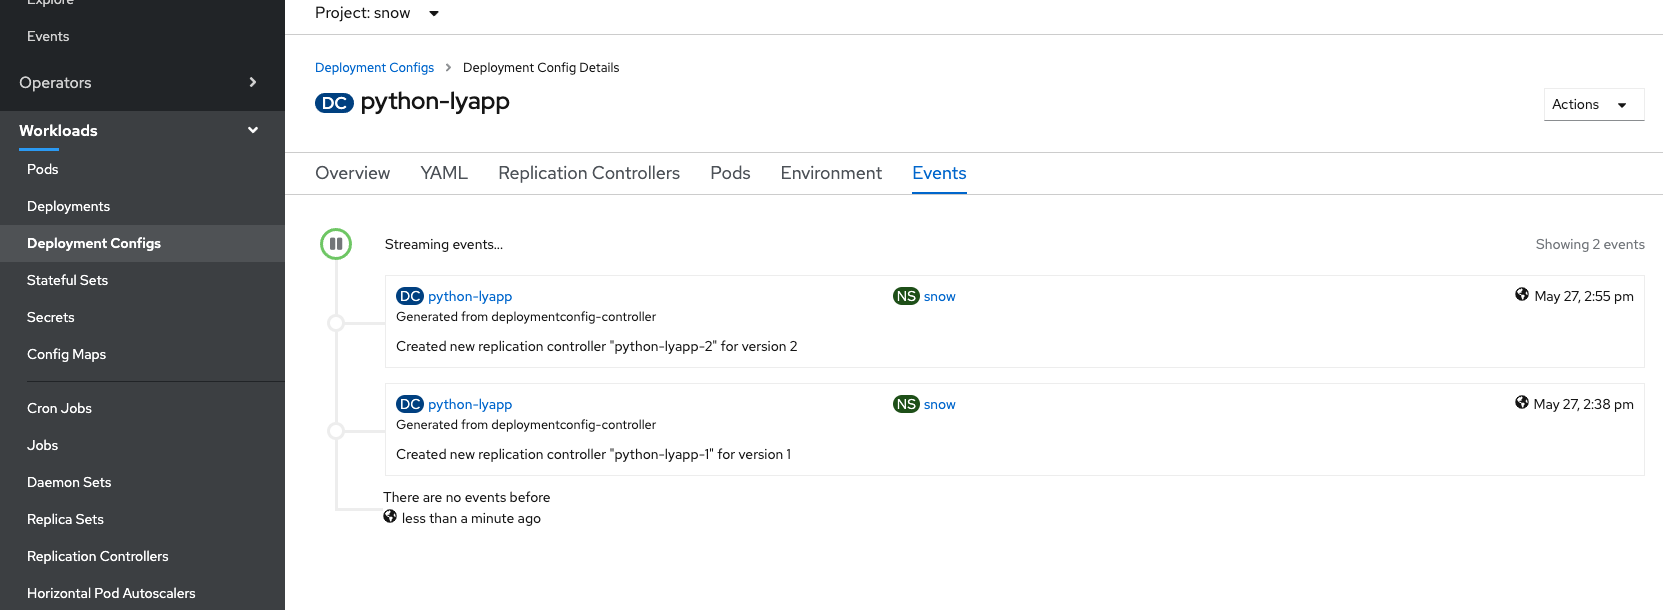 Explore
Events
Operators
Workloads
Pods
Deployments
Deployment Configs
Stateful Sets
Secrets
Config Maps
Cron Jobs
Jobs
Daemon Sets
Replica Sets
Replication Controllers
Horizontal Pod Autoscalers
Project: snow
Deployment Configs > Deployment Config Details
DC python-lyapp
Actions
Overview YAML Replication Controllers Pods Environment Events
Streaming events... Showing 2 events
DC python-lyapp NS snow May 27, 2:55 pm
Generated from deploymentconfig-controller
Created new replication controller "python-lyapp-2" for version 2
DC python-lyapp NS snow May 27, 2:38 pm
Generated from deploymentconfig-controller
Created new replication controller "python-lyapp-1" for version 1
There are no events before
less than a minute ago